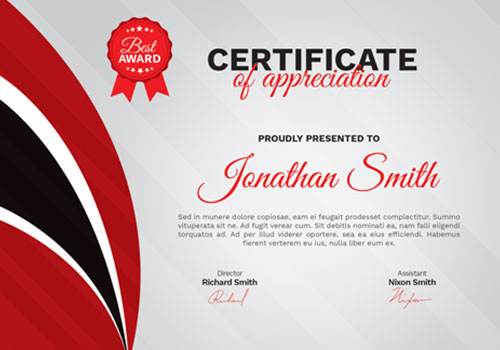 Best
AWARD
CERTIFICATE
of appreciation
PROUDLY PRESENTED TO
Jonathan Smith
Sed in munere dolore copiosae, eam ei feugait prodesset complectitur. Summo
vituperata sit ne. Ad fugit verear cum. Sit debitis nominati ea, nam falli eligendi
torquatos ad. Ad per illud viderer oportere, sea ea eius efficiendi. Habemus
fierent verterem eu ius, nulla liber eum ex.
Director
Richard Smith
Richard
Assistant
Nixon Smith
Nixon